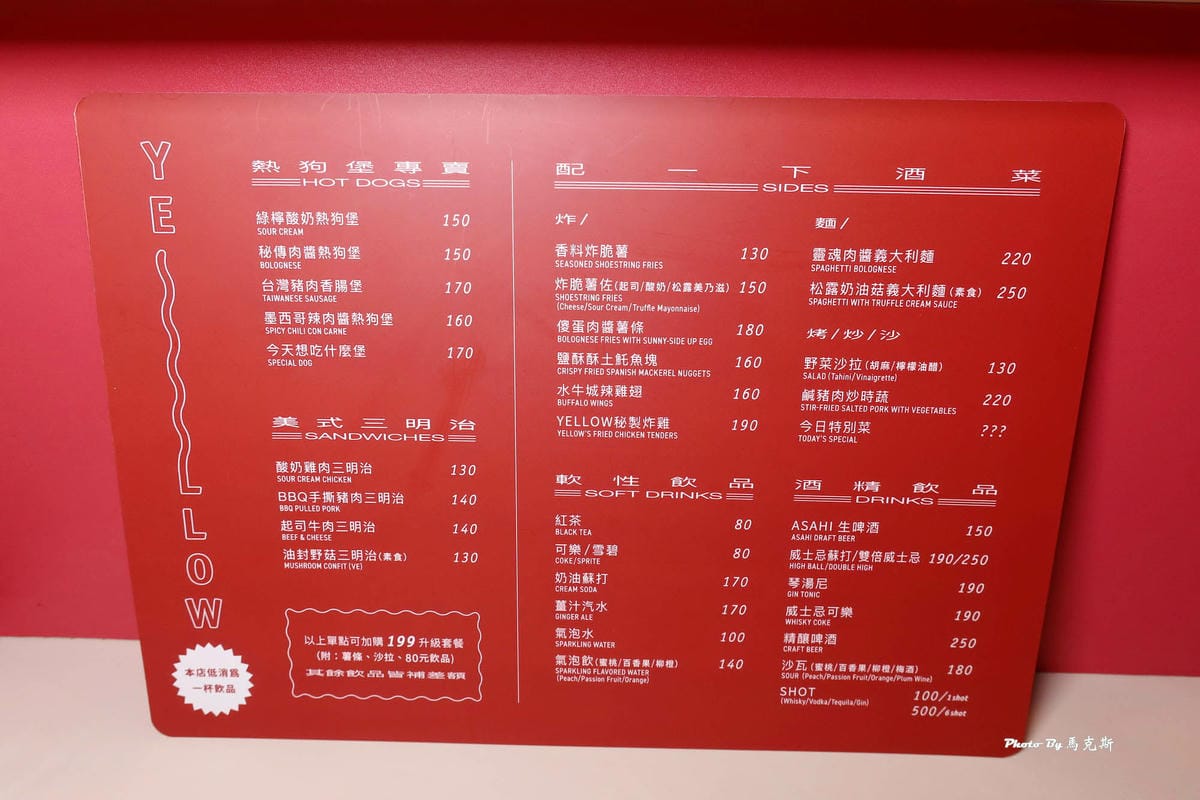 YELLOW
熱狗堡專賣
HOT DOGS
綠檸酸奶熱狗堡 150
SOUR CREAM
秘傳肉醬熱狗堡 150
BOLOGNESE
台灣豬肉香腸堡 170
TAIWANESE SAUSAGE
墨西哥辣肉醬熱狗堡 160
SPICY CHILI CON CARNE
今天想吃什麼堡 170
SPECIAL DOG
美式三明治
SANDWICHES
酸奶雞肉三明治 130
SOUR CREAM CHICKEN
BBQ手撕豬肉三明治 140
BBQ PULLED PORK
起司牛肉三明治 140
BEEF & CHEESE
油封野菇三明治(素食) 130
MUSHROOM CONFIT (VE)
以上單點可加購 199 升級套餐
(附：薯條、沙拉、80元飲品)
其餘飲品皆補差額
本店低消為
一杯飲品
配一下酒菜
SIDES
炸/
香料炸脆薯 130
SEASONED SHOESTRING FRIES
炸脆薯佐(起司/酸奶/松露美乃滋) 150
SHOESTRING FRIES
(Cheese/Sour Cream/Truffle Mayonnaise)
傻蛋肉醬薯條 180
BOLOGNESE FRIES WITH SUNNY-SIDE UP EGG
鹽酥酥土魠魚塊 160
CRISPY FRIED SPANISH MACKEREL NUGGETS
水牛城辣雞翅 160
BUFFALO WINGS
YELLOW秘製炸雞 190
YELLOW'S FRIED CHICKEN TENDERS
麵/
靈魂肉醬義大利麵 220
SPAGHETTI BOLOGNESE
松露奶油菇義大利麵(素食) 250
SPAGHETTI WITH TRUFFLE CREAM SAUCE
烤/炒/沙
野菜沙拉(胡麻/檸檬油醋) 130
SALAD (Tahini/Vinaigrette)
鹹豬肉炒時蔬 220
STIR-FRIED SALTED PORK WITH VEGETABLES
今日特別菜 ???
TODAY'S SPECIAL
軟性飲品
SOFT DRINKS
紅茶 80
BLACK TEA
可樂/雪碧 80
COKE/SPRITE
奶油蘇打 170
CREAM SODA
薑汁汽水 170
GINGER ALE
氣泡水 100
SPARKLING WATER
氣泡飲(蜜桃/百香果/柳橙) 140
SPARKLING FLAVORED WATER
(Peach/Passion Fruit/Orange)
酒精飲品
DRINKS
ASAHI 生啤酒 150
ASAHI DRAFT BEER
威士忌蘇打/雙倍威士忌 190/250
HIGH BALL/DOUBLE HIGH
琴湯尼 190
GIN TONIC
威士忌可樂 190
WHISKY COKE
精釀啤酒 250
CRAFT BEER
沙瓦(蜜桃/百香果/柳橙/梅酒) 180
SOUR (Peach/Passion Fruit/Orange/Plum Wine)
SHOT 100/1shot
(Whisky/Vodka/Tequila/Gin) 500/6shot
Photo By 馬克斯